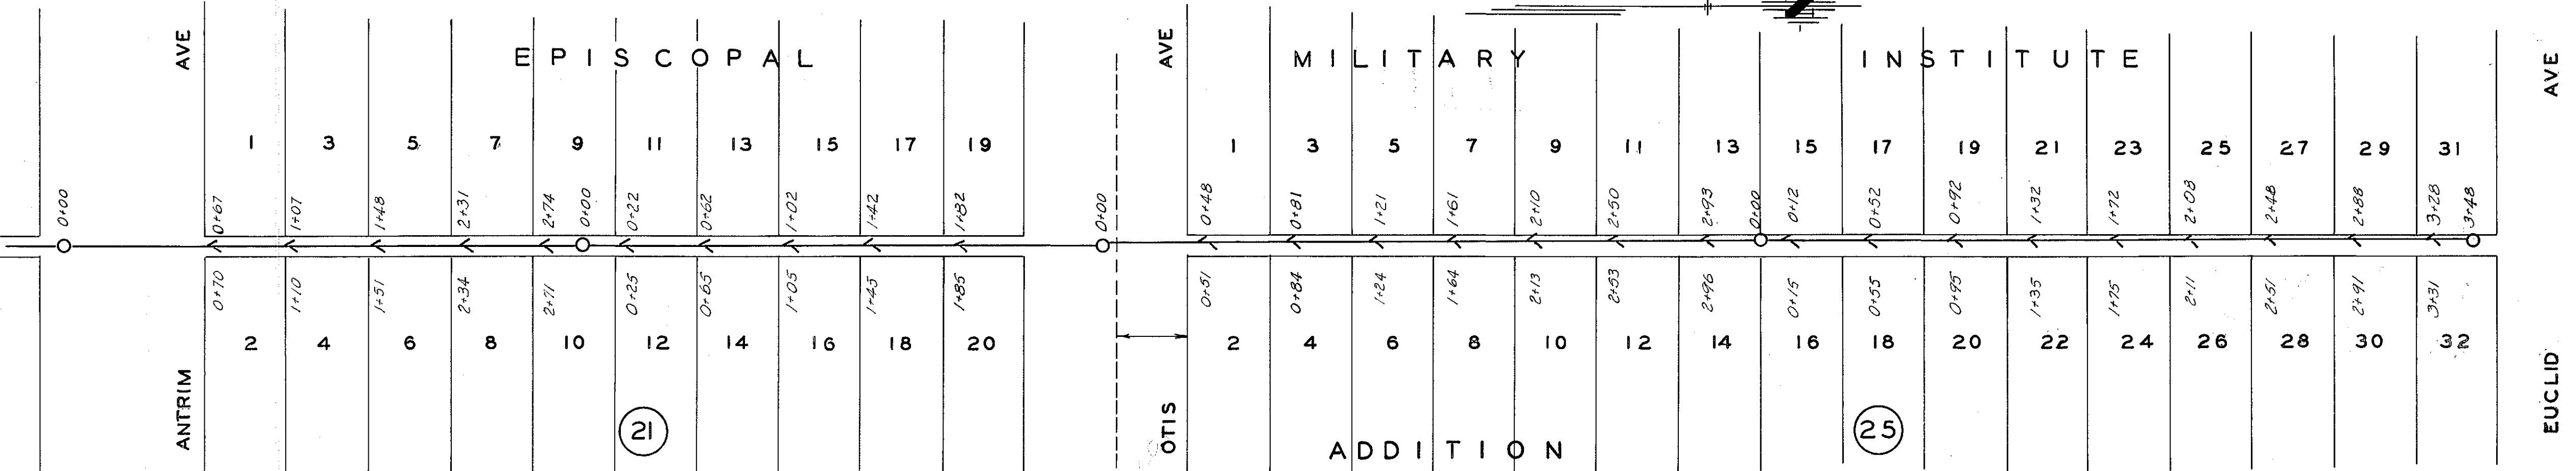 AVE
EPISCOPAL
AVE
MILITARY
INSTITUTE
AVE
1 3 5 7 9 11 13 15 17 19
1 3 5 7 9 11 13 15 17 19 21 23 25 27 29 31
0+00 0+67 1+07 1+48 2+31 2+74 0+00 0+22 0+62 1+02 1+42 1+82 0+00
0+48 0+81 1+21 1+61 2+10 2+50 2+93 0+00 0+12 0+52 0+92 1+32 1+72 2+08 2+48 2+88 3+28 3+48
0+70 1+10 1+51 2+34 2+71 0+25 0+65 1+05 1+45 1+85
0+51 0+84 1+24 1+64 2+13 2+53 2+96 0+15 0+55 0+95 1+35 1+75 2+11 2+51 2+91 3+31
2 4 6 8 10 12 14 16 18 20
2 4 6 8 10 12 14 16 18 20 22 24 26 28 30 32
ANTRIM
21
OTIS
ADDITION
25
EUCLID